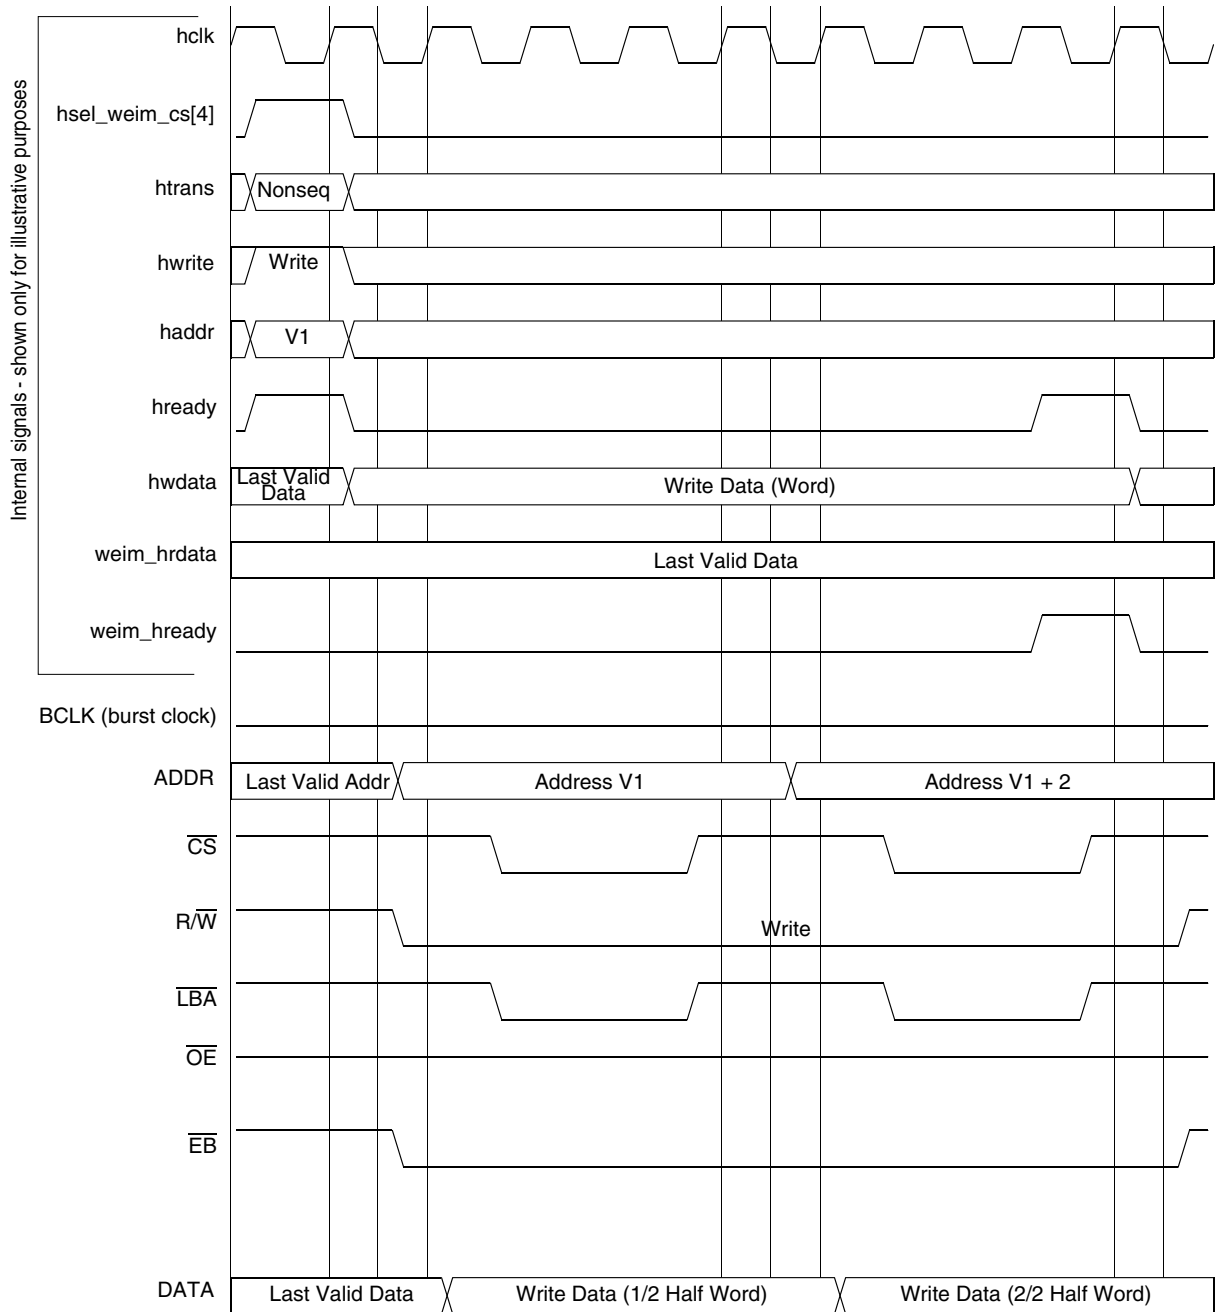 Internal signals - shown only for illustrative purposes
hclk
hsel_weim_cs[4]
htrans
Nonseq
hwrite
Write
haddr
V1
hready
hwdata
Last Valid
Data
Write Data (Word)
weim_hrdata
Last Valid Data
weim_hready
BCLK (burst clock)
ADDR
Last Valid Addr
Address V1
Address V1 + 2
CS
R/W
Write
LBA
OE
EB
DATA
Last Valid Data
Write Data (1/2 Half Word)
Write Data (2/2 Half Word)